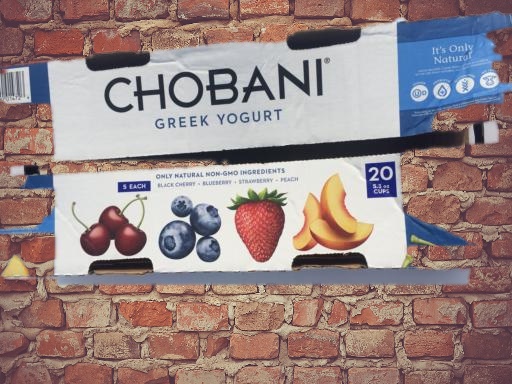 CHOBANI®
GREEK YOGURT
It's Only
Natural
ONLY NATURAL NON-GMO INGREDIENTS
5 EACH
BLACK CHERRY • BLUEBERRY • STRAWBERRY • PEACH
20
5.3 oz
CUPS